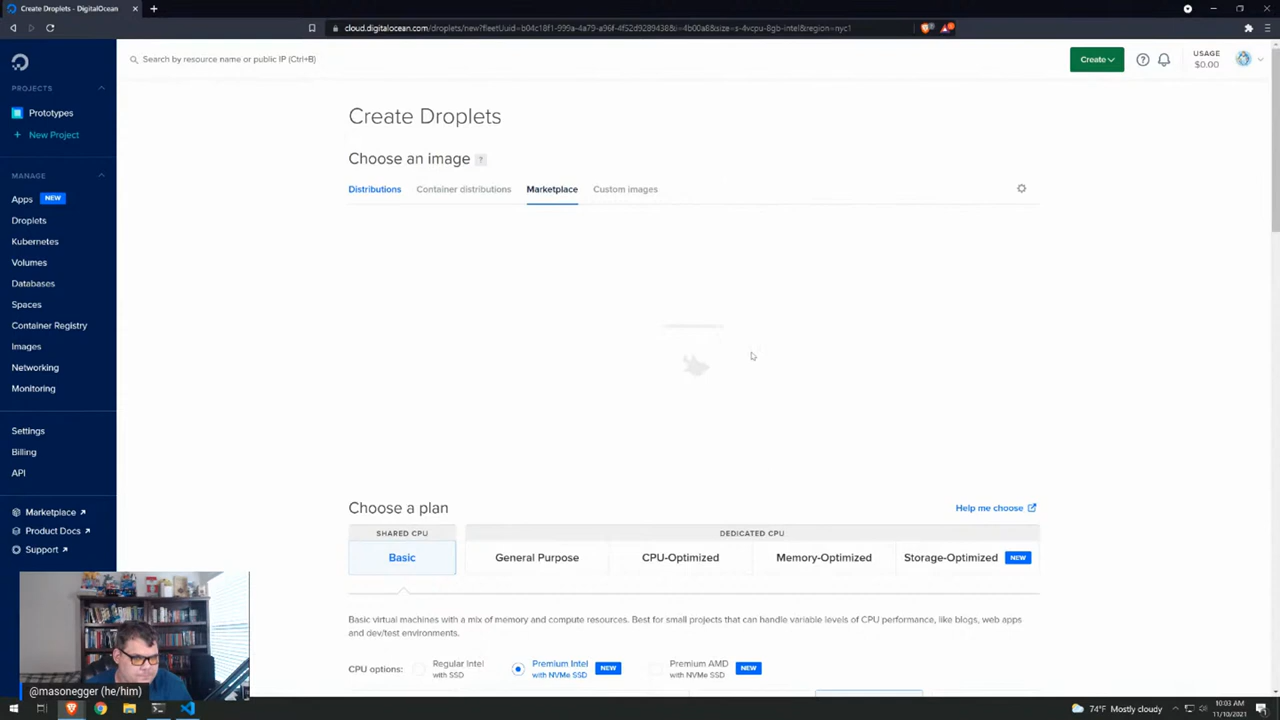 Create Droplets - DigitalOcean
cloud.digitalocean.com/droplets/new?
Search by resource name or public IP (Ctrl+B)
Create
USAGE
$0.00
PROJECTS
Prototypes
+ New Project
MANAGE
Apps NEW
Droplets
Kubernetes
Volumes
Databases
Spaces
Container Registry
Images
Networking
Monitoring
Settings
Billing
API
Marketplace
Product Docs
Support
@masonegger (he/him)
Create Droplets
Choose an image ?
Distributions Container distributions Marketplace Custom images
Choose a plan
Help me choose
SHARED CPU
DEDICATED CPU
Basic General Purpose CPU-Optimized Memory-Optimized Storage-Optimized NEW
Basic virtual machines with a mix of memory and compute resources. Best for small projects that can handle variable levels of CPU performance, like blogs, web apps
and dev/test environments.
CPU options: Regular Intel with SSD Premium Intel with NVMe SSD NEW Premium AMD with NVMe SSD NEW
74°F Mostly cloudy
10:03 AM
11/10/2021